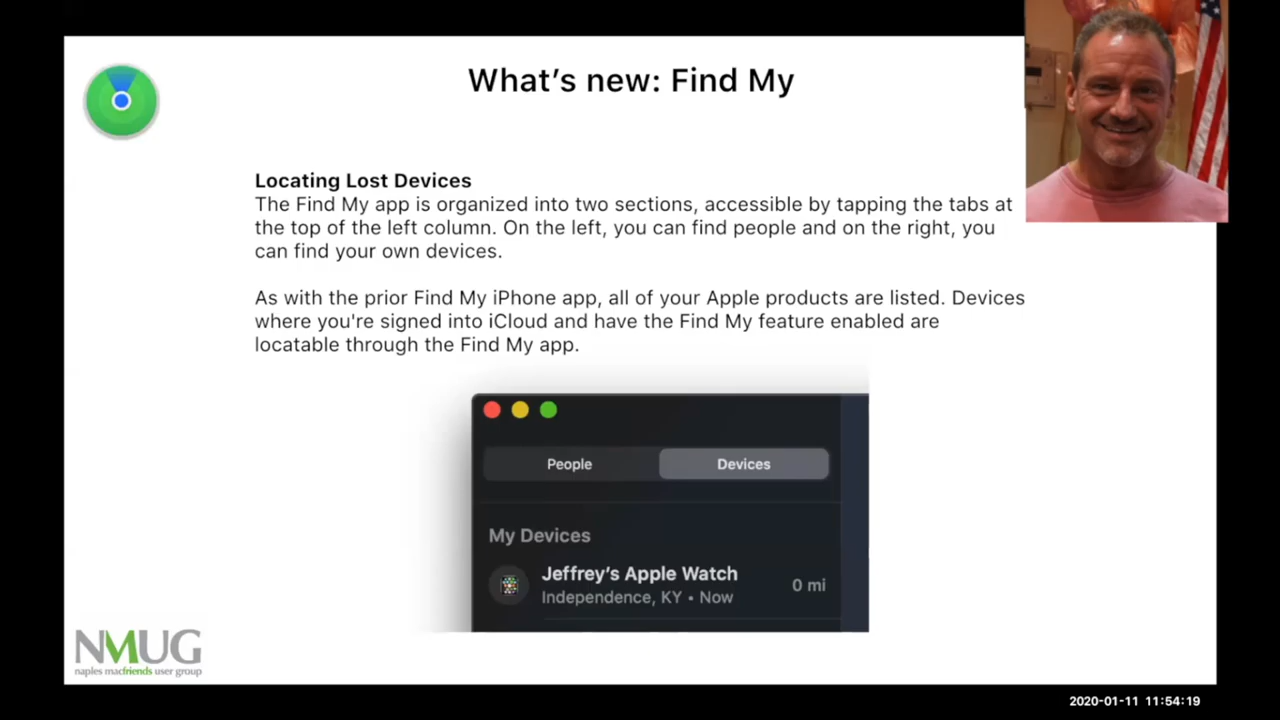 What's new: Find My
Locating Lost Devices
The Find My app is organized into two sections, accessible by tapping the tabs at
the top of the left column. On the left, you can find people and on the right, you
can find your own devices.
As with the prior Find My iPhone app, all of your Apple products are listed. Devices
where you're signed into iCloud and have the Find My feature enabled are
locatable through the Find My app.
People
Devices
My Devices
Jeffrey’s Apple Watch
0 mi
Independence, KY • Now
NMUG
naples macfriends user group
2020-01-11 11:54:19